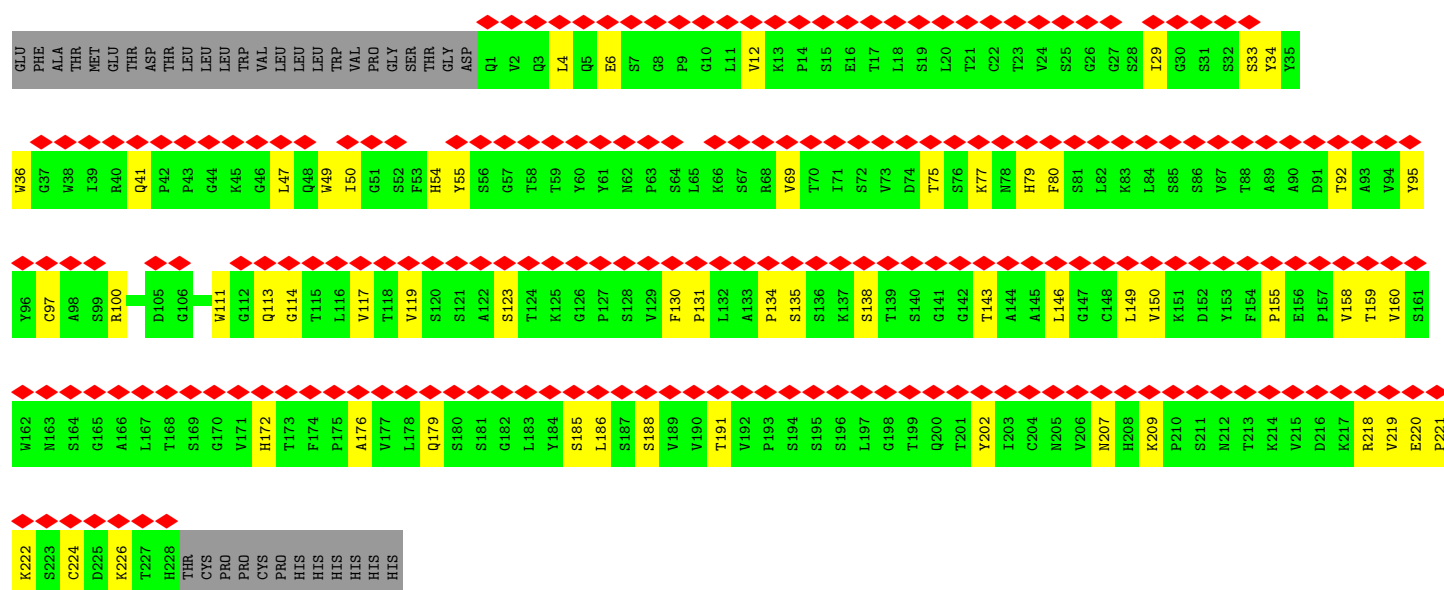 GLU PHE ALA THR MET GLU THR ASP THR LEU LEU LEU TRP VAL LEU LEU LEU TRP VAL PRO GLY SER THR GLY ASP Q1 V2 Q3 L4 Q5 E6 S7 G8 P9 G10 L11 V12 K13 P14 S15 E16 T17 L18 S19 L20 T21 C22 T23 V24 S25 G26 G27 S28 I29 G30 S31 S32 S33 Y34 Y35
W36 G37 W38 I39 R40 Q41 P42 P43 G44 K45 G46 L47 Q48 W49 I50 G51 S52 F53 H54 Y55 S56 G57 T58 T59 Y60 Y61 N62 P63 S64 L65 K66 S67 R68 V69 T70 I71 S72 V73 D74 T75 S76 K77 N78 H79 F80 S81 L82 K83 L84 S85 S86 V87 T88 A89 A90 D91 T92 A93 V94 Y95
Y96 C97 A98 S99 R100 D105 G106 W111 G112 Q113 G114 T115 L116 V117 T118 V119 S120 S121 A122 S123 T124 K125 G126 P127 S128 V129 F130 P131 L132 A133 P134 S135 S136 K137 S138 T139 S140 G141 G142 T143 A144 A145 L146 G147 C148 L149 V150 K151 D152 Y153 F154 P155 E156 P157 V158 T159 V160 S161
W162 N163 S164 G165 A166 L167 T168 S169 G170 V171 H172 T173 F174 P175 A176 V177 L178 Q179 S180 S181 G182 L183 Y184 S185 L186 S187 S188 V189 V190 T191 V192 P193 S194 S195 S196 L197 G198 T199 Q200 T201 Y202 I203 C204 N205 V206 N207 H208 K209 P210 S211 N212 T213 K214 V215 D216 K217 R218 V219 E220 P221
K222 S223 C224 D225 K226 T227 H228 THR CYS PRO PRO CYS PRO HIS HIS HIS HIS HIS HIS